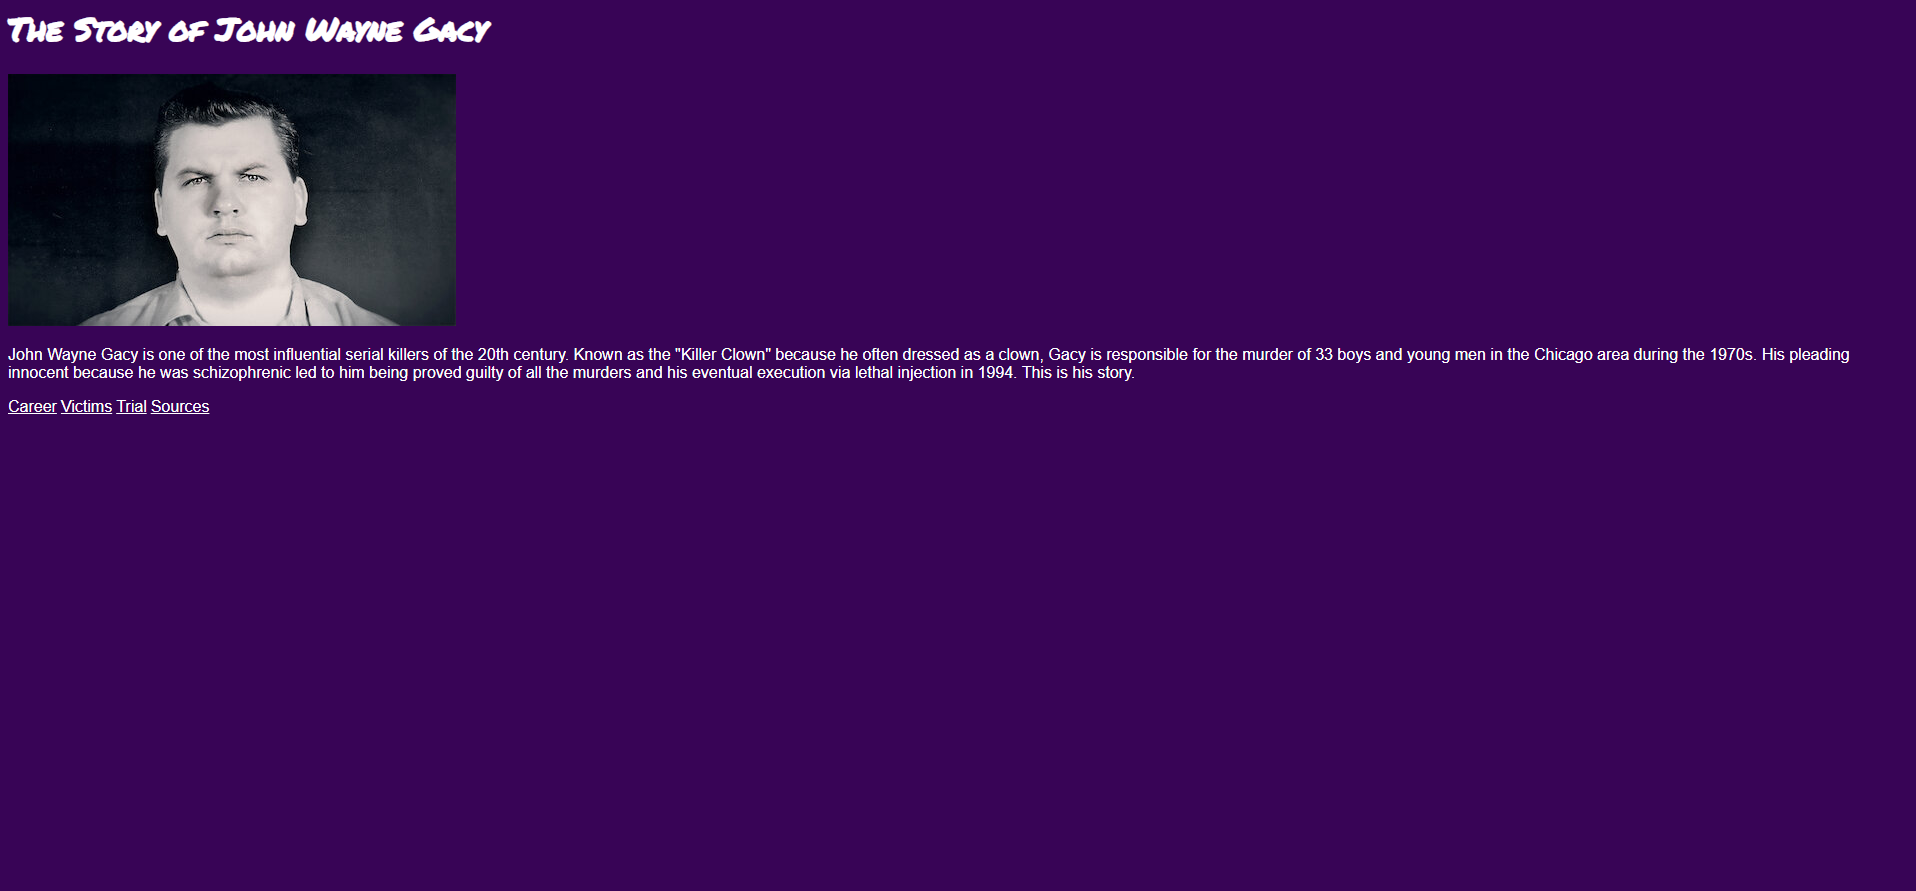 The Story of John Wayne Gacy
John Wayne Gacy is one of the most influential serial killers of the 20th century. Known as the "Killer Clown" because he often dressed as a clown, Gacy is responsible for the murder of 33 boys and young men in the Chicago area during the 1970s. His pleading
innocent because he was schizophrenic led to him being proved guilty of all the murders and his eventual execution via lethal injection in 1994. This is his story.
Career Victims Trial Sources